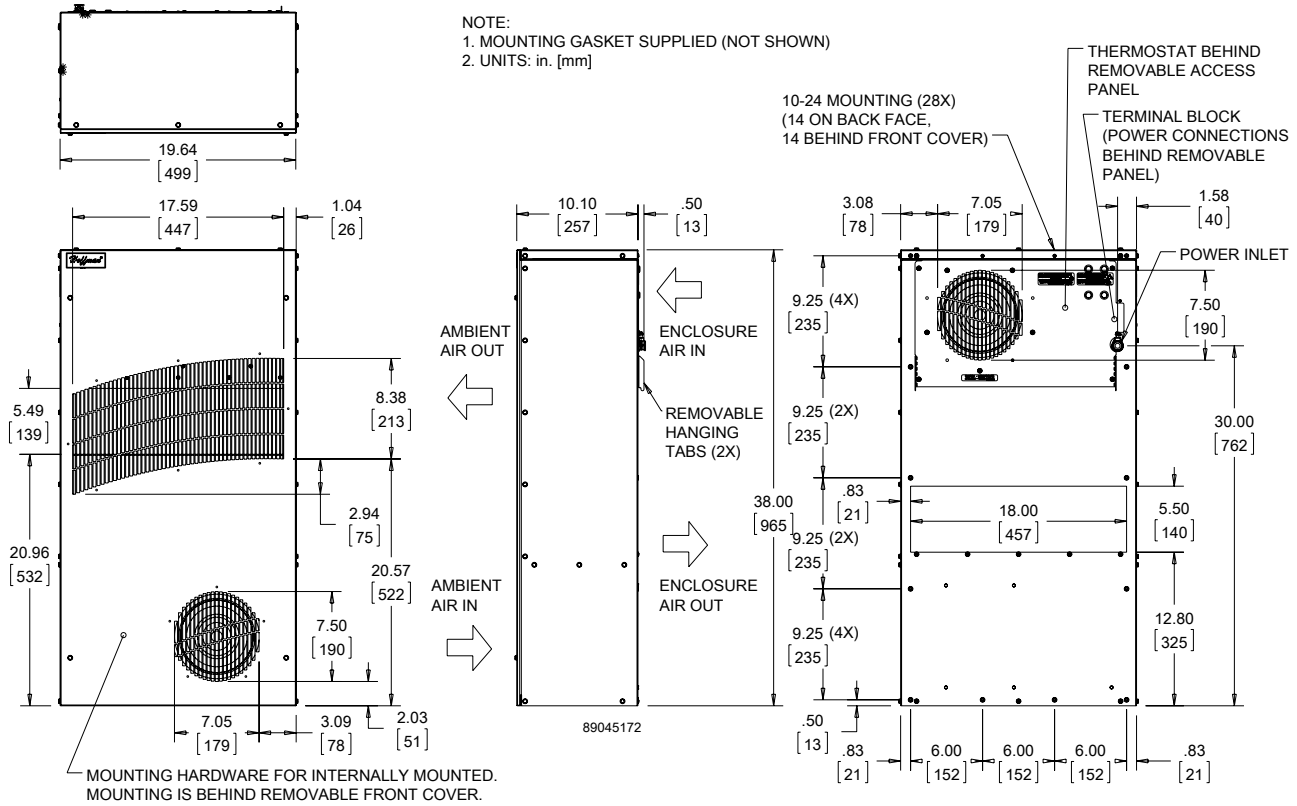 NOTE:
1. MOUNTING GASKET SUPPLIED (NOT SHOWN)
2. UNITS: in. [mm]
THERMOSTAT BEHIND
REMOVABLE ACCESS
PANEL
10-24 MOUNTING (28X)
(14 ON BACK FACE,
14 BEHIND FRONT COVER)
TERMINAL BLOCK
(POWER CONNECTIONS
BEHIND REMOVABLE
PANEL)
19.64
[499]
17.59
[447]
1.04
[26]
Hoffman
5.49
[139]
8.38
[213]
2.94
[75]
20.96
[532]
20.57
[522]
7.50
[190]
7.05
[179]
3.09
[78]
2.03
[51]
MOUNTING HARDWARE FOR INTERNALLY MOUNTED.
MOUNTING IS BEHIND REMOVABLE FRONT COVER.
10.10
[257]
.50
[13]
AMBIENT
AIR OUT
ENCLOSURE
AIR IN
REMOVABLE
HANGING
TABS (2X)
38.00
[965]
AMBIENT
AIR IN
ENCLOSURE
AIR OUT
89045172
3.08
[78]
7.05
[179]
1.58
[40]
POWER INLET
9.25 (4X)
[235]
7.50
[190]
9.25 (2X)
[235]
30.00
[762]
.83
[21]
18.00
[457]
5.50
[140]
9.25 (2X)
[235]
12.80
[325]
9.25 (4X)
[235]
.50
[13]
.83
[21]
6.00
[152]
6.00
[152]
6.00
[152]
.83
[21]